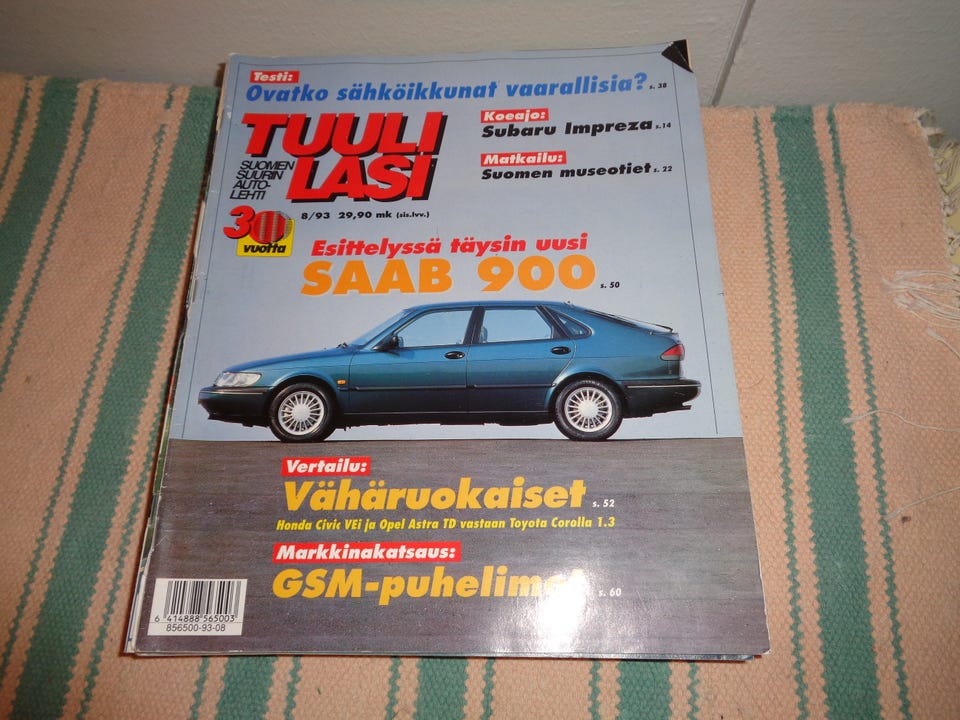 Testi:
Ovatko sähköikkunat vaarallisia? s. 38
TUULI
LASI
SUOMEN
SUURIN
AUTO-
LEHTI
8/93 29,90 mk (sis.lvv.)
30
vuotta
Koeajo:
Subaru Impreza s.14
Matkailu:
Suomen museotiet s. 22
Esittelyssä täysin uusi
SAAB 900 s. 50
Vertailu:
Vähäruokaiset s. 52
Honda Civic VEi ja Opel Astra TD vastaan Toyota Corolla 1.3
Markkinakatsaus:
GSM-puhelimet s. 60
6 414888 565003
856500-93-08